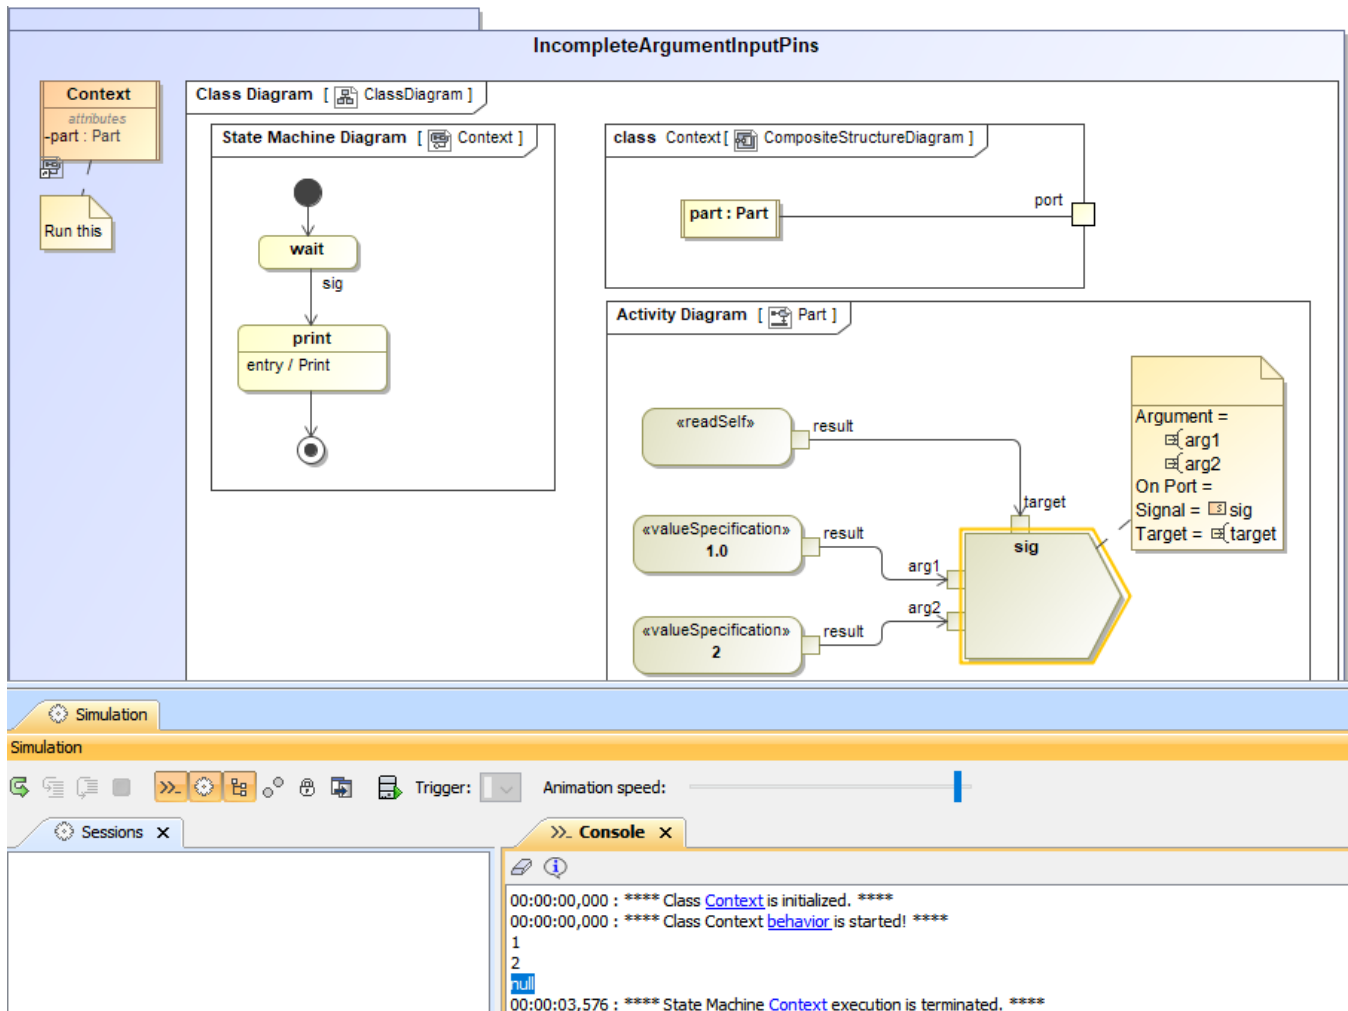 IncompleteArgumentInputPins
Context
attributes
-part : Part
Run this
Class Diagram [ ClassDiagram ]
State Machine Diagram [ Context ]
wait
sig
print
entry / Print
class Context[ CompositeStructureDiagram ]
part : Part
port
Activity Diagram [ Part ]
«readSelf»
result
target
«valueSpecification»
1.0
result
arg1
«valueSpecification»
2
result
arg2
sig
Argument =
arg1
arg2
On Port =
Signal = sig
Target = target
Simulation
Simulation
Trigger:
Animation speed:
Sessions
Console
00:00:00,000 : **** Class Context is initialized. ****
00:00:00,000 : **** Class Context behavior is started! ****
1
2
null
00:00:03,576 : **** State Machine Context execution is terminated. ****